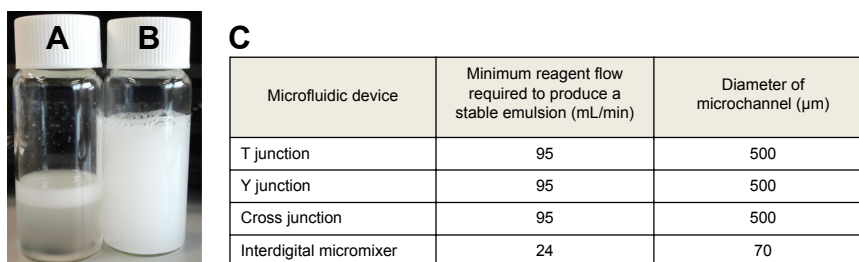 A B
C
Microfluidic device
Minimum reagent flow
required to produce a
stable emulsion (mL/min)
Diameter of
microchannel (µm)
T junction 95 500
Y junction 95 500
Cross junction 95 500
Interdigital micromixer 24 70